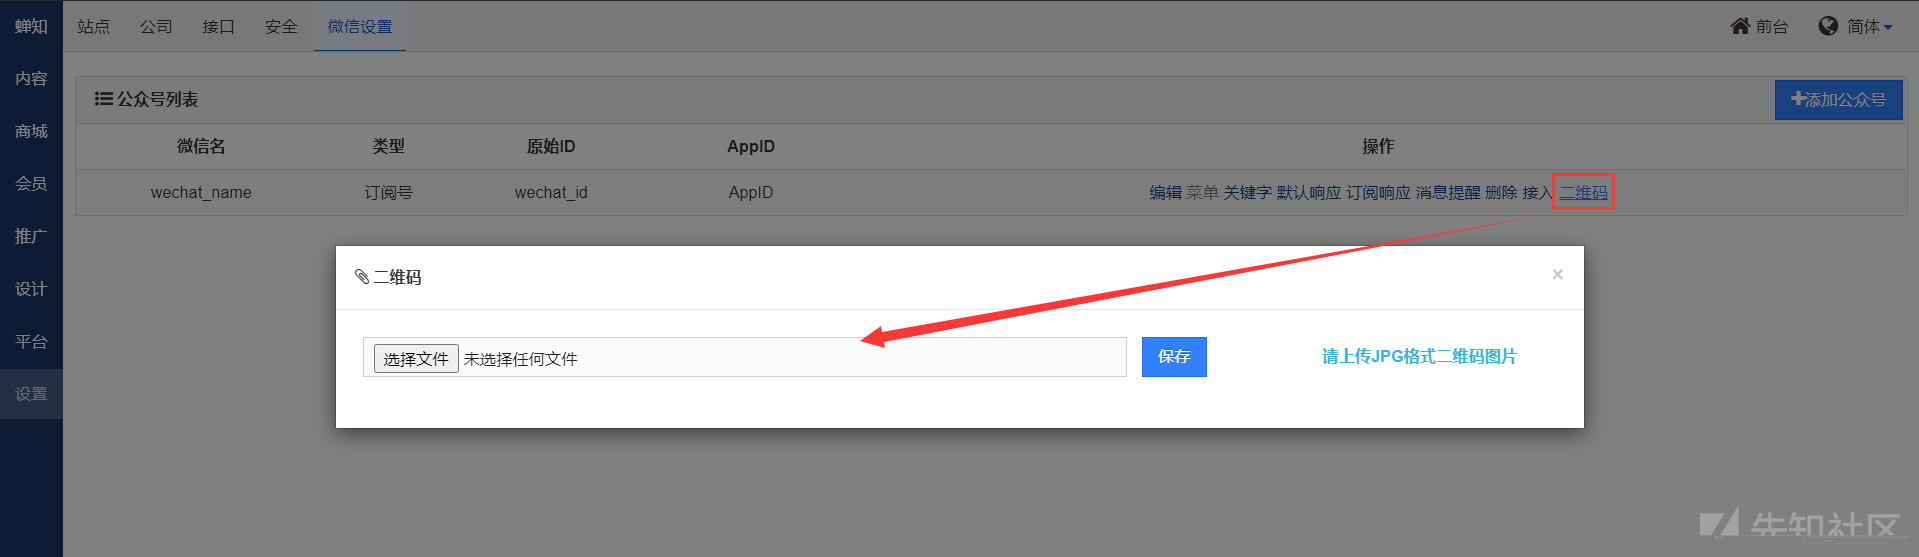 蝉知 站点 公司 接口 安全 微信设置 前台 简体
内容
商城
会员
推广
设计
平台
设置
公众号列表 添加公众号
微信名 类型 原始ID AppID 操作
wechat_name 订阅号 wechat_id AppID 编辑 菜单 关键字 默认响应 订阅响应 消息提醒 删除 接入 二维码
二维码 ×
选择文件 未选择任何文件 保存 请上传JPG格式二维码图片
先知社区